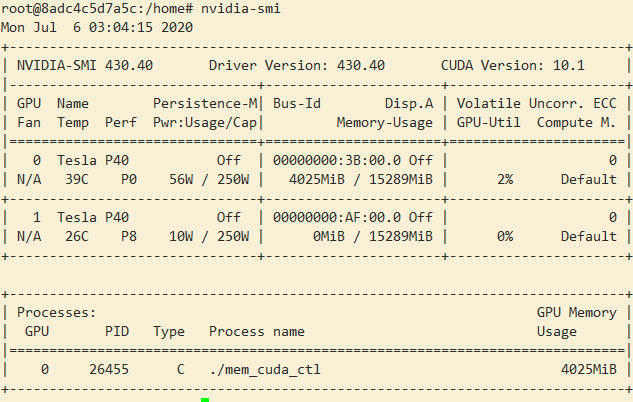 root@8adc4c5d7a5c:/home# nvidia-smi
Mon Jul  6 03:04:15 2020
+-----------------------------------------------------------------------------+
| NVIDIA-SMI 430.40       Driver Version: 430.40       CUDA Version: 10.1     |
|-------------------------------+----------------------+----------------------+
| GPU  Name        Persistence-M| Bus-Id        Disp.A | Volatile Uncorr. ECC |
| Fan  Temp  Perf  Pwr:Usage/Cap|         Memory-Usage | GPU-Util  Compute M. |
|===============================+======================+======================|
|   0  Tesla P40           Off  | 00000000:3B:00.0 Off |                    0 |
| N/A   39C    P0    56W / 250W |   4025MiB / 15289MiB |      2%      Default |
+-------------------------------+----------------------+----------------------+
|   1  Tesla P40           Off  | 00000000:AF:00.0 Off |                    0 |
| N/A   26C    P8    10W / 250W |      0MiB / 15289MiB |      0%      Default |
+-------------------------------+----------------------+----------------------+
+-----------------------------------------------------------------------------+
| Processes:                                                       GPU Memory |
|  GPU       PID   Type   Process name                             Usage      |
|=============================================================================|
|    0     26455      C   ./mem_cuda_ctl                              4025MiB |
+-----------------------------------------------------------------------------+